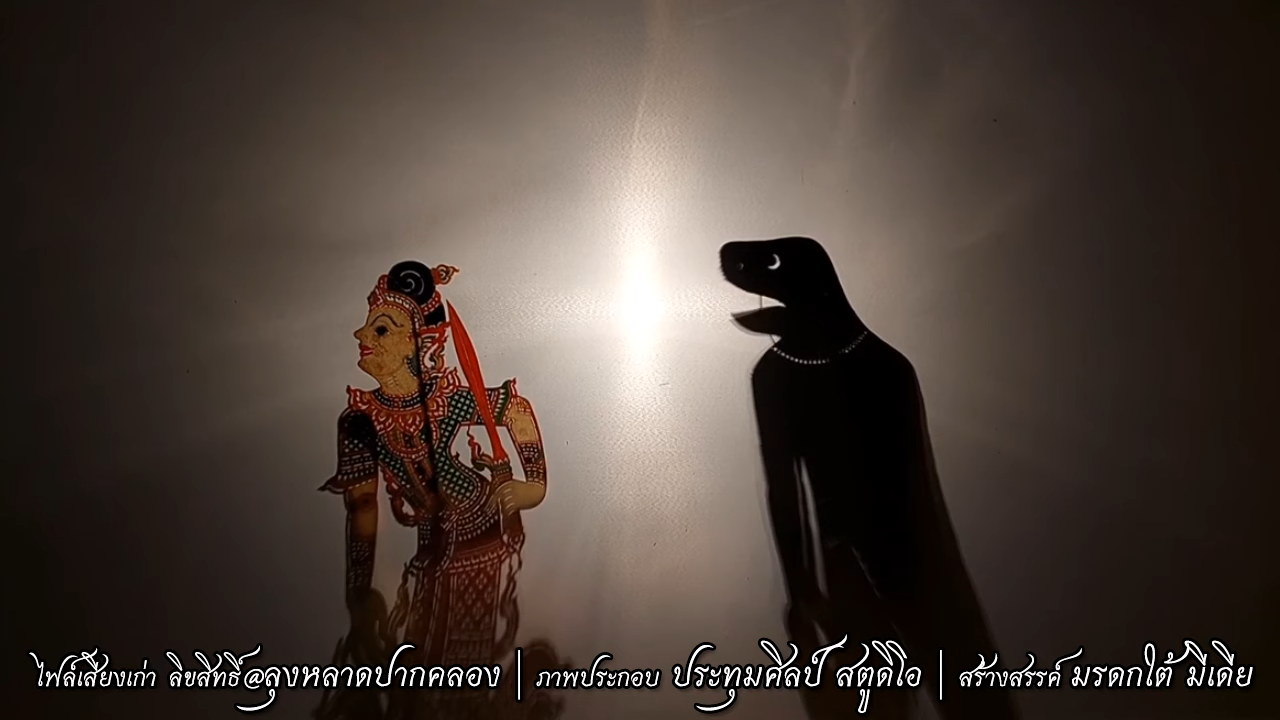 ไฟล์เสียงเก่า ลิขสิทธิ์@ลุงหลาดปากคลอง | ภาพประกอบ ประทุมศิลป์ สตูดิโอ | สร้างสรรค์ มรดกใต้ มีเดีย